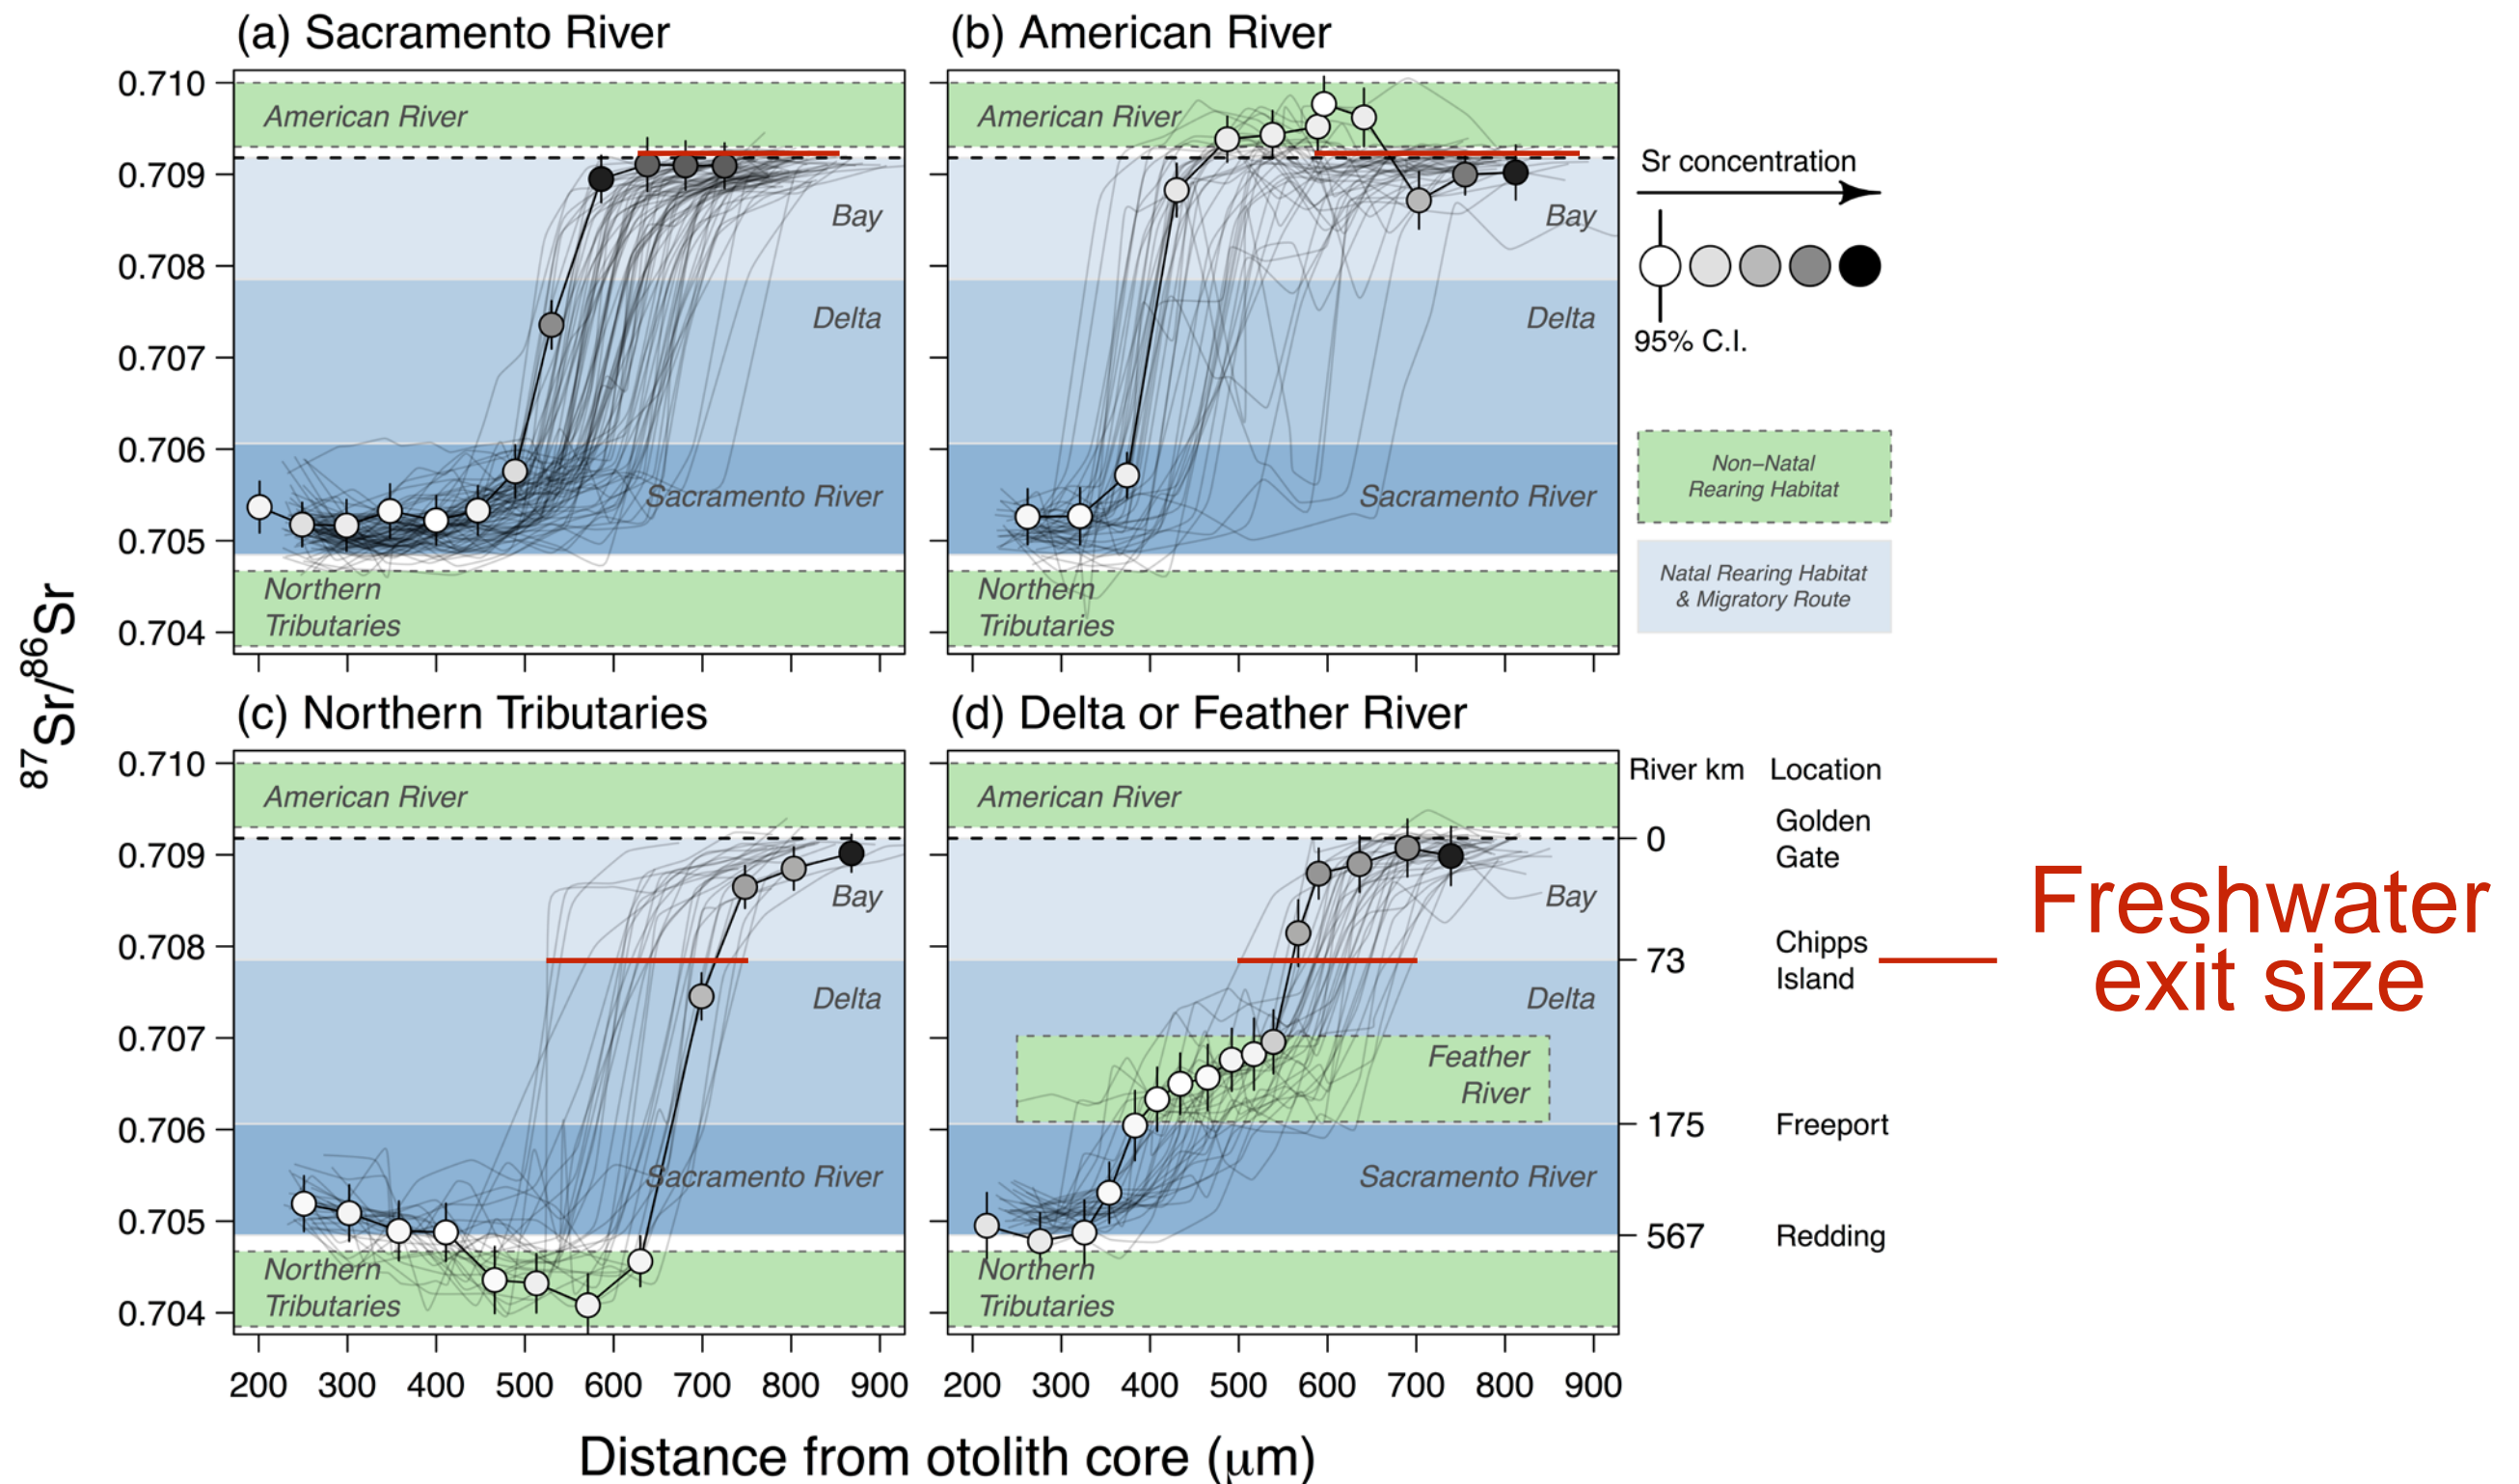 (a) Sacramento River
(b) American River
87Sr/86Sr
0.710
0.709
0.708
0.707
0.706
0.705
0.704
American River
Bay
Delta
Sacramento River
Northern
Tributaries
American River
Bay
Delta
Sacramento River
Northern
Tributaries
Sr concentration
95% C.I.
Non–Natal
Rearing Habitat
Natal Rearing Habitat
& Migratory Route
(c) Northern Tributaries
(d) Delta or Feather River
0.710
0.709
0.708
0.707
0.706
0.705
0.704
American River
Bay
Delta
Sacramento River
Northern
Tributaries
American River
Bay
Delta
Feather
River
Sacramento River
Northern
Tributaries
River km Location
0 Golden
Gate
73 Chipps
Island
175 Freeport
567 Redding
Freshwater
exit size
200 300 400 500 600 700 800 900
200 300 400 500 600 700 800 900
Distance from otolith core (μm)